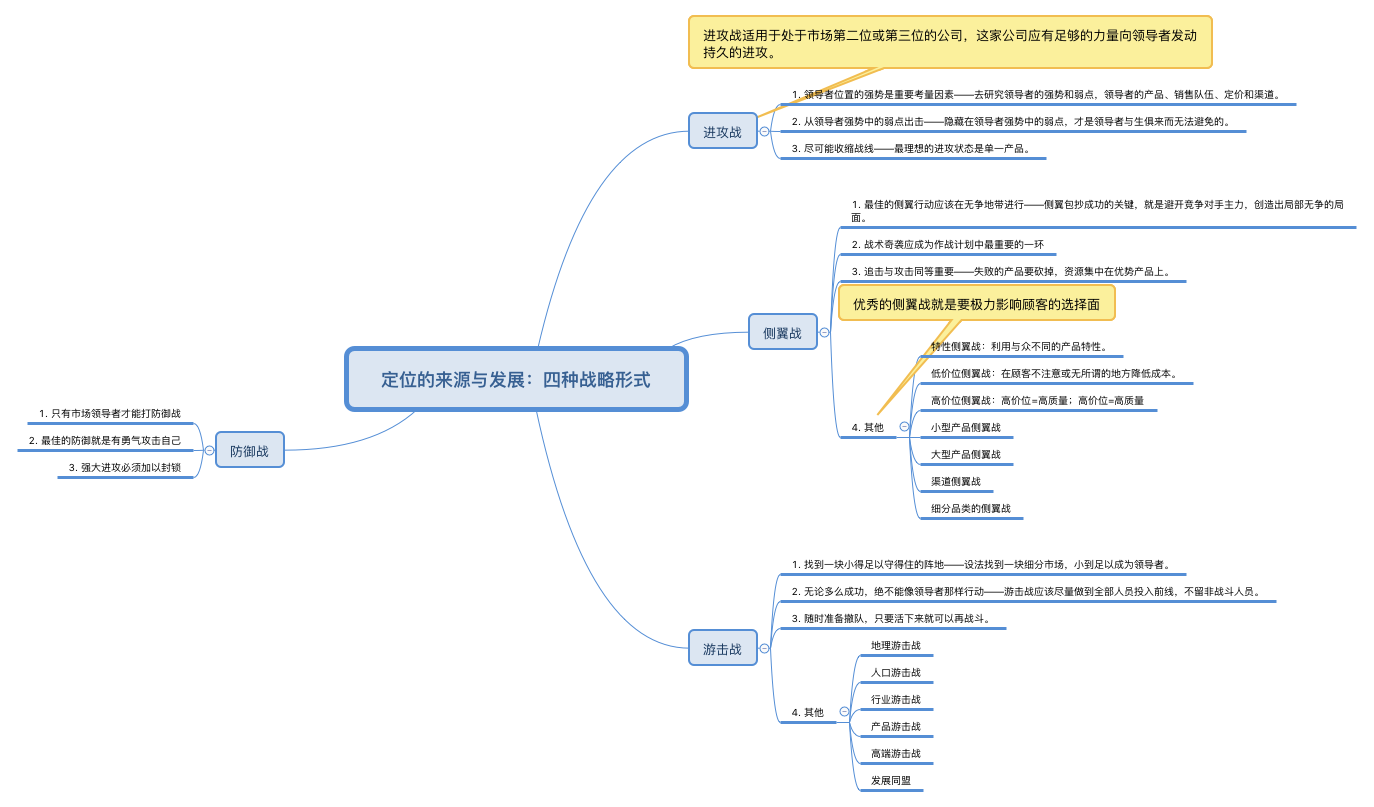 进攻战适用于处于市场第二位或第三位的公司，这家公司应有足够的力量向领导者发动
持久的进攻。
1. 领导者位置的强势是重要考量因素——去研究领导者的强势和弱点，领导者的产品、销售队伍、定价和渠道。
进攻战
2. 从领导者强势中的弱点出击——隐藏在领导者强势中的弱点，才是领导者与生俱来而无法避免的。
3. 尽可能收缩战线——最理想的进攻状态是单一产品。
1. 最佳的侧翼行动应该在无争地带进行——侧翼包抄成功的关键，就是避开竞争对手主力，创造出局部无争的局
面。
2. 战术奇袭应成为作战计划中最重要的一环
3. 追击与攻击同等重要——失败的产品要砍掉，资源集中在优势产品上。
优秀的侧翼战就是要极力影响顾客的选择面
侧翼战
特性侧翼战：利用与众不同的产品特性。
低价位侧翼战：在顾客不注意或无所谓的地方降低成本。
高价位侧翼战：高价位=高质量；高价位=高质量
4. 其他
小型产品侧翼战
大型产品侧翼战
渠道侧翼战
细分品类的侧翼战
定位的来源与发展：四种战略形式
1. 只有市场领导者才能打防御战
2. 最佳的防御就是有勇气攻击自己
防御战
3. 强大进攻必须加以封锁
1. 找到一块小得足以守得住的阵地——设法找到一块细分市场，小到足以成为领导者。
2. 无论多么成功，绝不能像领导者那样行动——游击战应该尽量做到全部人员投入前线，不留非战斗人员。
3. 随时准备撤队，只要活下来就可以再战斗。
游击战
地理游击战
人口游击战
行业游击战
4. 其他
产品游击战
高端游击战
发展同盟